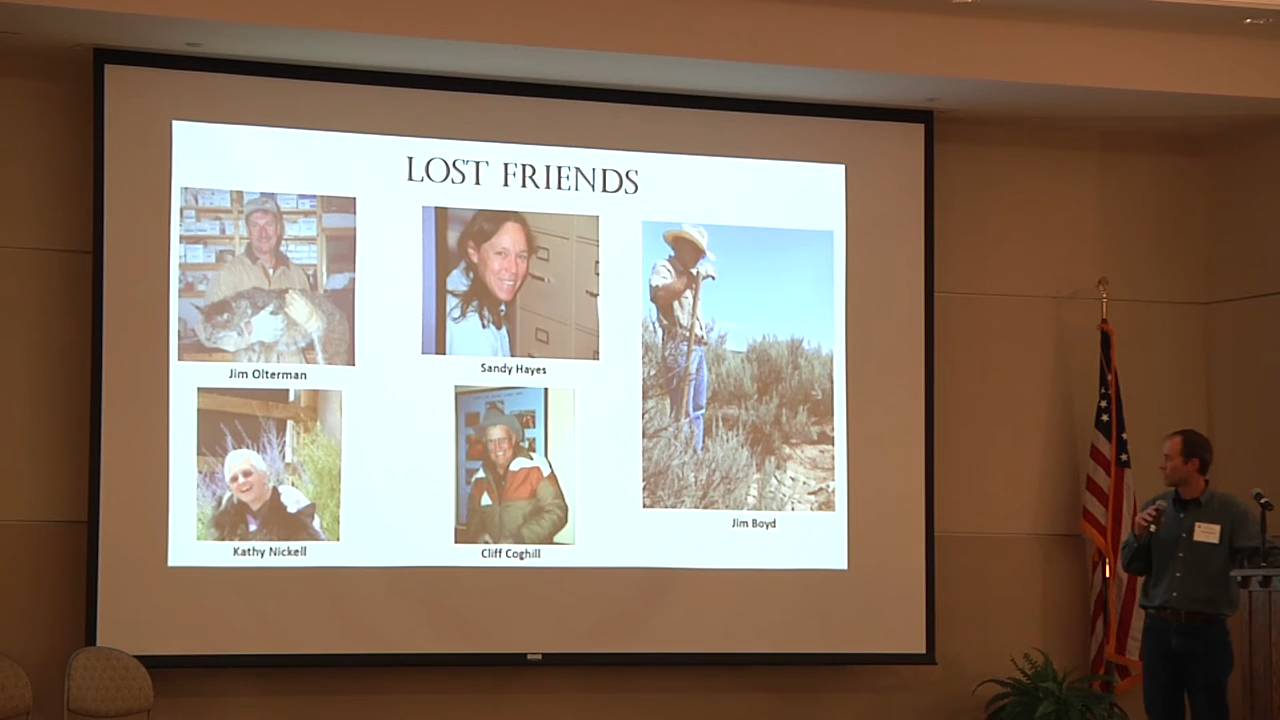 LOST FRIENDS
Jim Olterman
Sandy Hayes
Jim Boyd
Kathy Nickell
Cliff Coghill